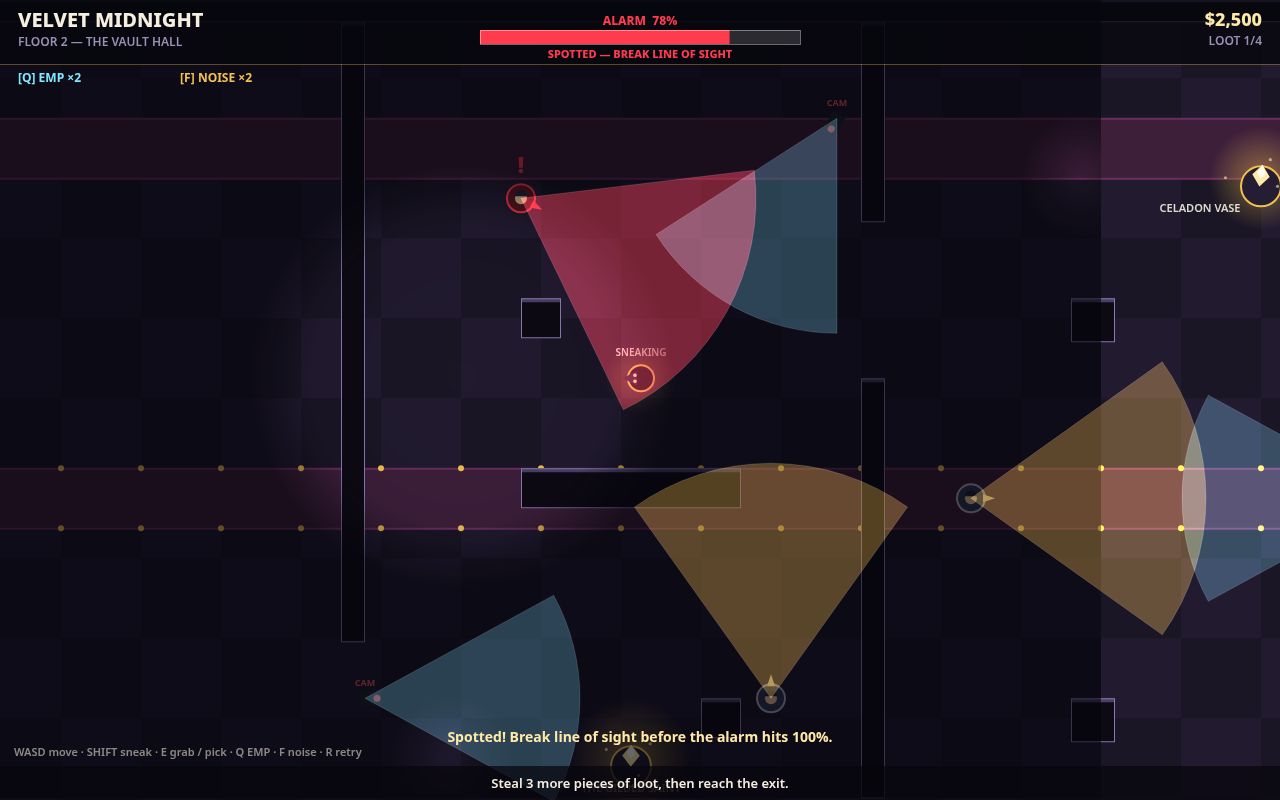 VELVET MIDNIGHT
FLOOR 2 — THE VAULT HALL
ALARM 78%
SPOTTED — BREAK LINE OF SIGHT
$2,500
LOOT 1/4
[Q] EMP ×2
[F] NOISE ×2
CAM
!
CELADON VASE
SNEAKING
CAM
Spotted! Break line of sight before the alarm hits 100%.
WASD move · SHIFT sneak · E grab / pick · Q EMP · F noise · R retry
Steal 3 more pieces of loot, then reach the exit.